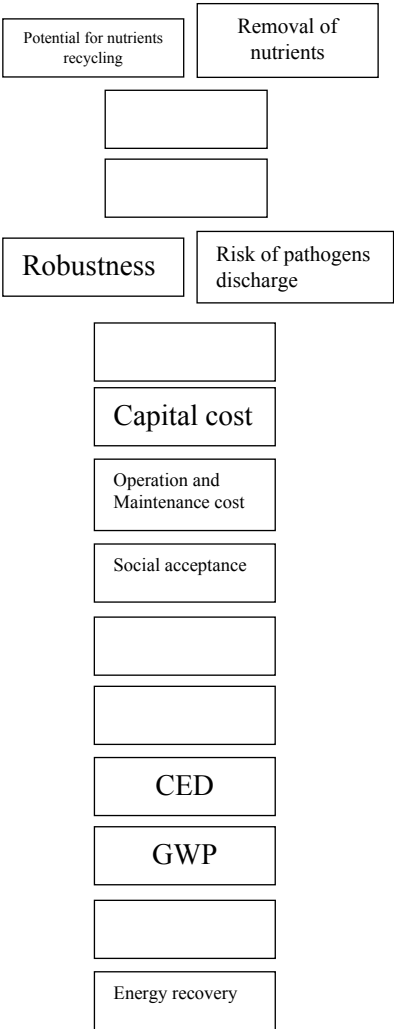 Potential for nutrients
recycling
Removal of
nutrients
Robustness
Risk of pathogens
discharge
Capital cost
Operation and
Maintenance cost
Social acceptance
CED
GWP
Energy recovery